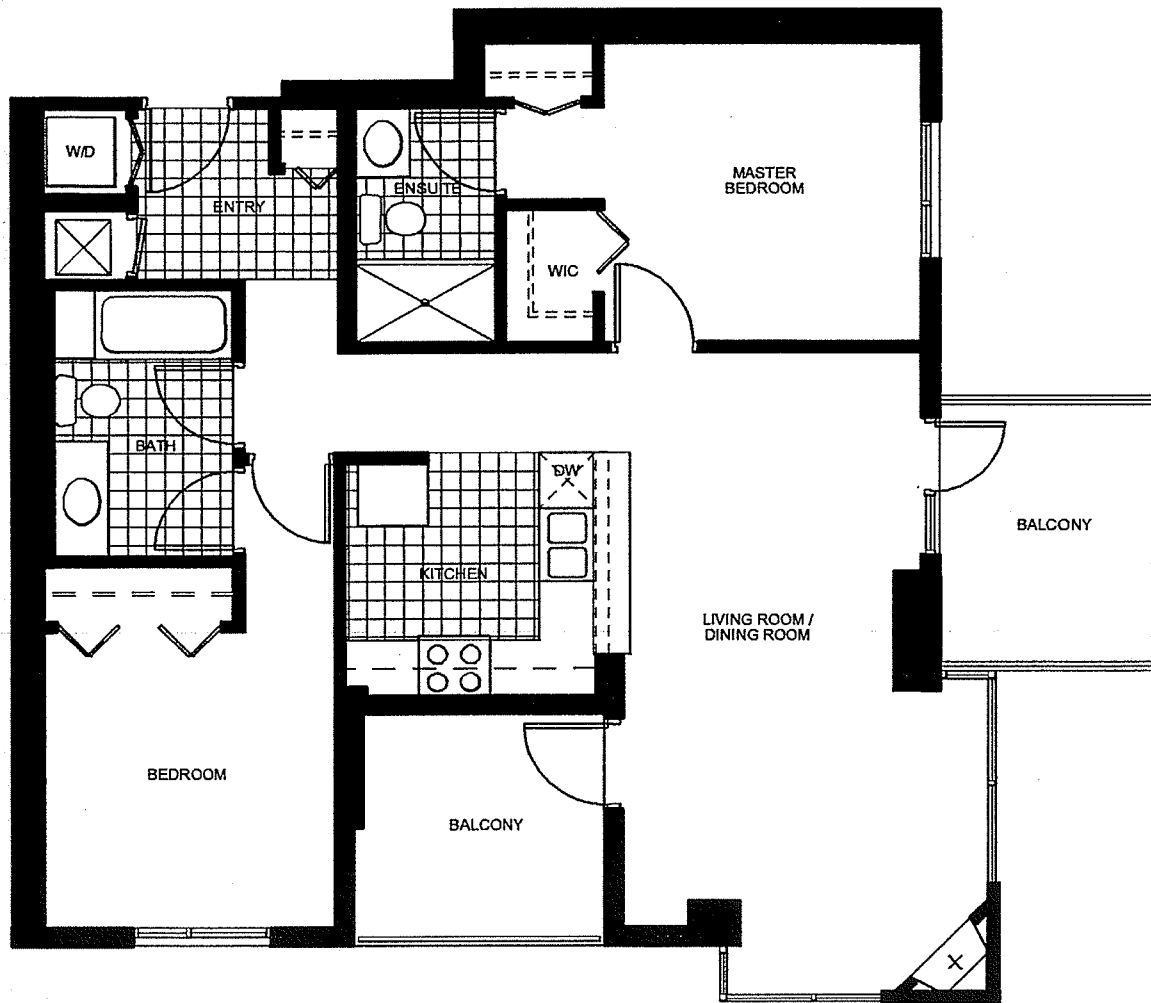 W/D
ENTRY
ENSUITE
MASTER
BEDROOM
WIC
BATH
DW
KITCHEN
BALCONY
LIVING ROOM /
DINING ROOM
BEDROOM
BALCONY